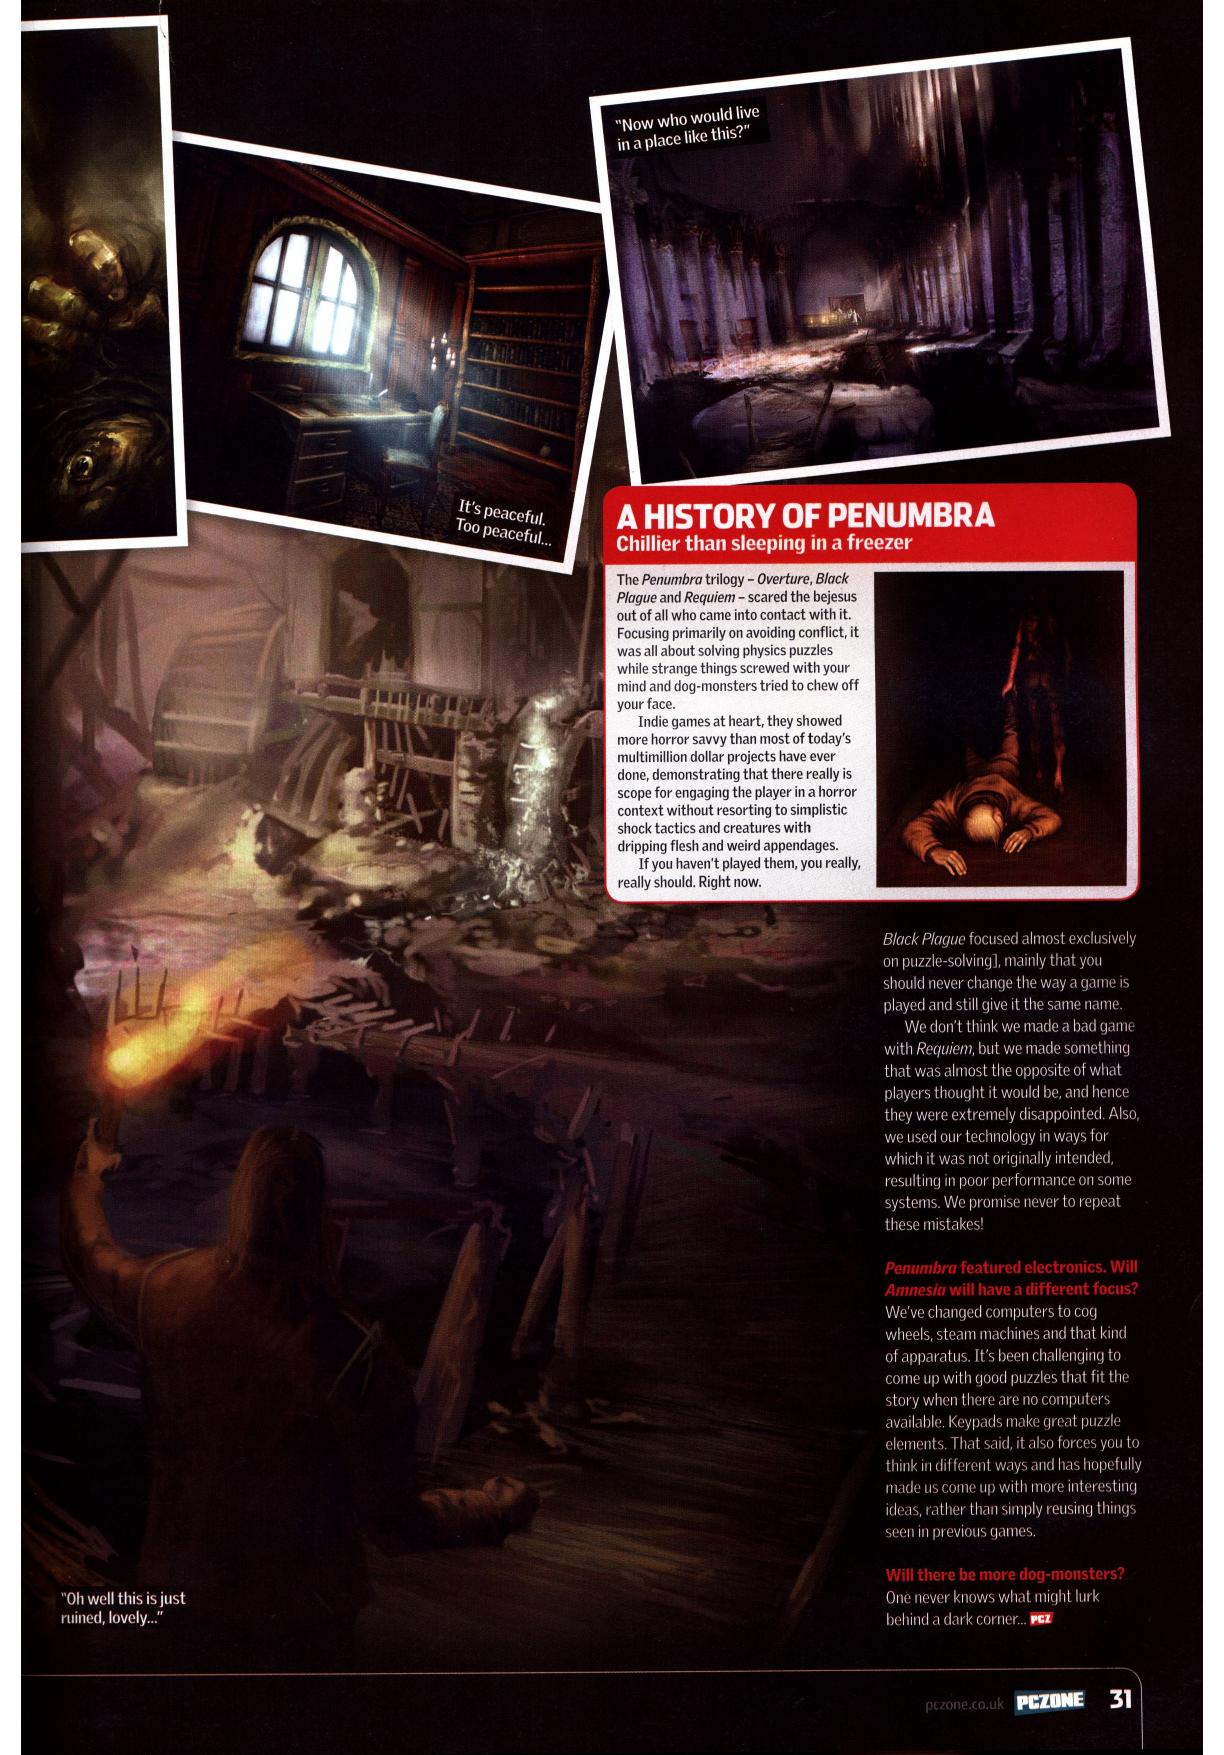 "Now who would live
in a place like this?"
It's peaceful.
Too peaceful...
A HISTORY OF PENUMBRA
Chillier than sleeping in a freezer
The Penumbra trilogy – Overture, Black
Plague and Requiem – scared the bejesus
out of all who came into contact with it.
Focusing primarily on avoiding conflict, it
was all about solving physics puzzles
while strange things screwed with your
mind and dog-monsters tried to chew off
your face.
Indie games at heart, they showed
more horror savvy than most of today's
multimillion dollar projects have ever
done, demonstrating that there really is
scope for engaging the player in a horror
context without resorting to simplistic
shock tactics and creatures with
dripping flesh and weird appendages.
If you haven't played them, you really,
really should. Right now.
Black Plague focused almost exclusively
on puzzle-solving], mainly that you
should never change the way a game is
played and still give it the same name.
We don't think we made a bad game
with Requiem, but we made something
that was almost the opposite of what
players thought it would be, and hence
they were extremely disappointed. Also,
we used our technology in ways for
which it was not originally intended,
resulting in poor performance on some
systems. We promise never to repeat
these mistakes!
Penumbra featured electronics. Will
Amnesia will have a different focus?
We've changed computers to cog
wheels, steam machines and that kind
of apparatus. It's been challenging to
come up with good puzzles that fit the
story when there are no computers
available. Keypads make great puzzle
elements. That said, it also forces you to
think in different ways and has hopefully
made us come up with more interesting
ideas, rather than simply reusing things
seen in previous games.
Will there be more dog-monsters?
One never knows what might lurk
behind a dark corner... PCZ
"Oh well this is just
ruined, lovely..."
pczone.co.uk PCZONE 31